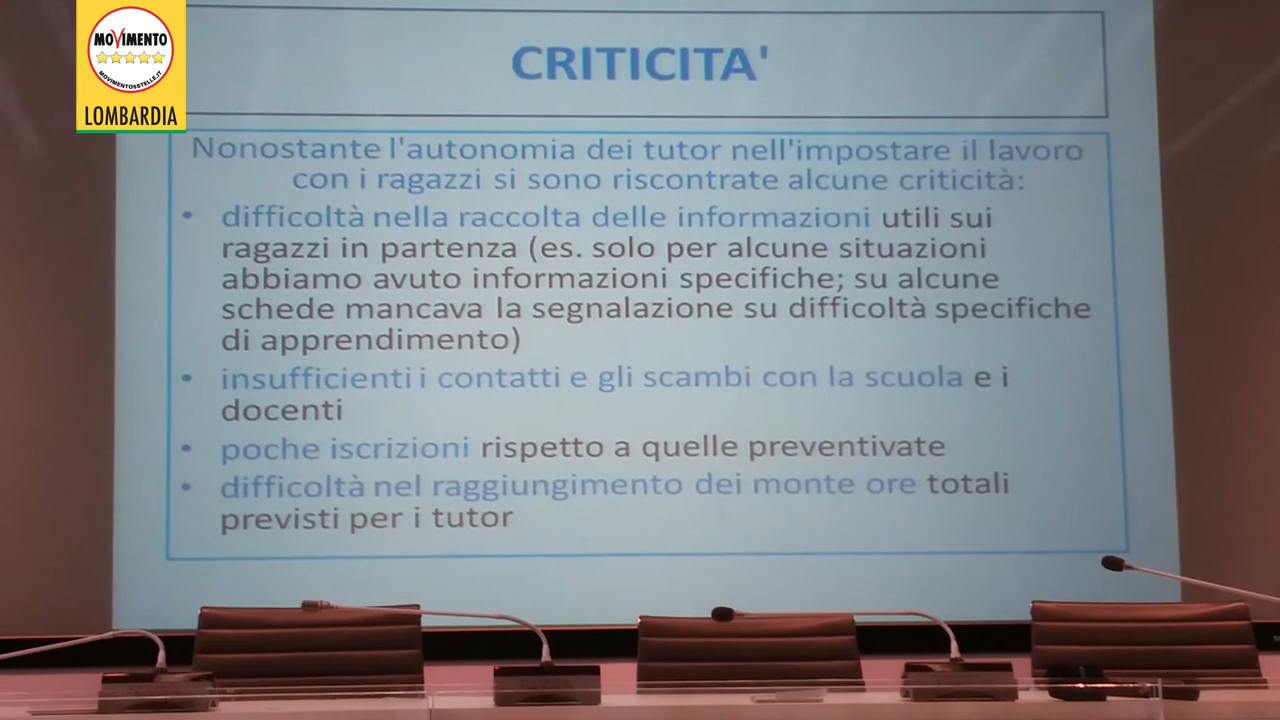 MOVIMENTO
MOVIMENTO5STELLE.IT
LOMBARDIA
CRITICITA'
Nonostante l'autonomia dei tutor nell'impostare il lavoro
con i ragazzi si sono riscontrate alcune criticità:
• difficoltà nella raccolta delle informazioni utili sui
ragazzi in partenza (es. solo per alcune situazioni
abbiamo avuto informazioni specifiche; su alcune
schede mancava la segnalazione su difficoltà specifiche
di apprendimento)
• insufficienti i contatti e gli scambi con la scuola e i
docenti
• poche iscrizioni rispetto a quelle preventivate
• difficoltà nel raggiungimento dei monte ore totali
previsti per i tutor